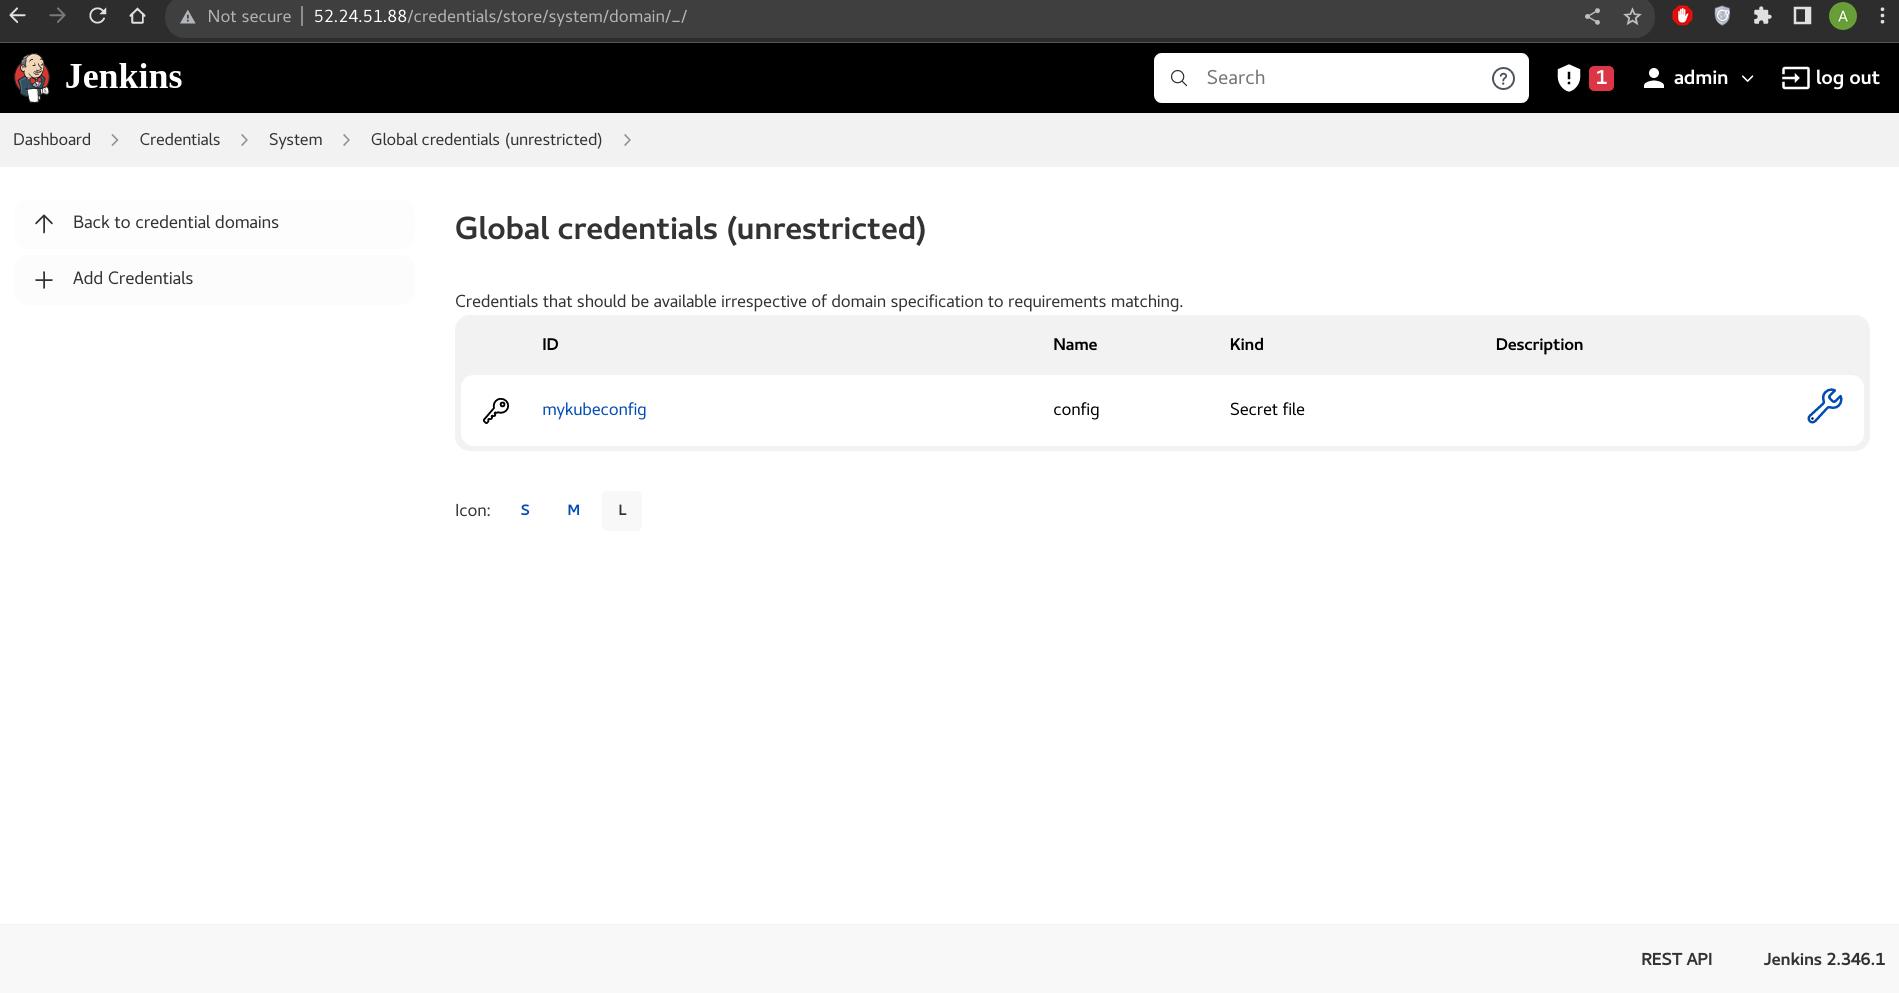 Not secure | 52.24.51.88/credentials/store/system/domain/_/
A
Jenkins
Search
?
1
admin
log out
Dashboard > Credentials > System > Global credentials (unrestricted) >
Back to credential domains
Add Credentials
Global credentials (unrestricted)
Credentials that should be available irrespective of domain specification to requirements matching.
ID Name Kind Description
mykubeconfig config Secret file
Icon: S M L
REST API Jenkins 2.346.1